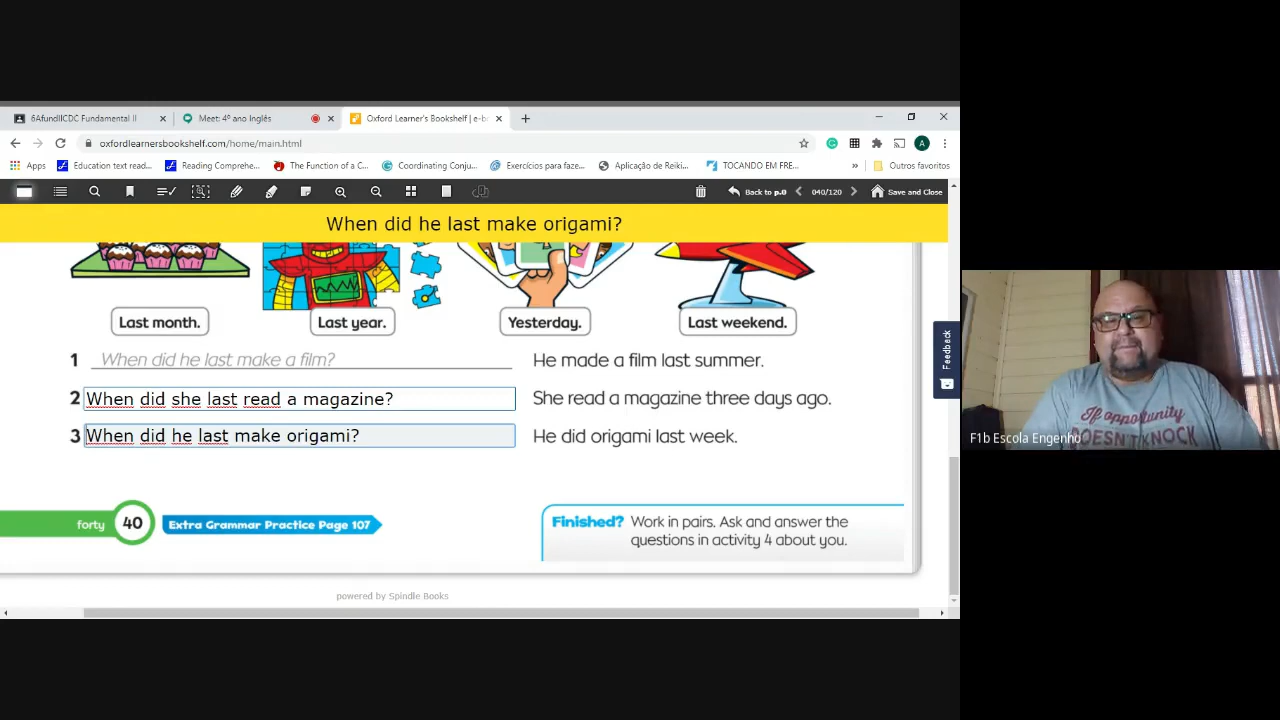 6AfundIICDC Fundamental II
Meet: 4º ano Inglês
Oxford Learner's Bookshelf | e-b
oxfordlearnersbookshelf.com/home/main.html
Apps
Education text read...
Reading Comprehe...
The Function of a C...
Coordinating Conju...
Exercícios para faze...
Aplicação de Reiki...
TOCANDO EM FRE...
Outros favoritos
Back to p.0
040/120
Save and Close
When did he last make origami?
Last month.
Last year.
Yesterday.
Last weekend.
1 When did he last make a film? He made a film last summer.
2 When did she last read a magazine? She read a magazine three days ago.
3 When did he last make origami? He did origami last week.
forty 40 Extra Grammar Practice Page 107
Finished? Work in pairs. Ask and answer the
questions in activity 4 about you.
powered by Spindle Books
Feedback
If opportunity
DOESN'T KNOCK
F1b Escola Engenho